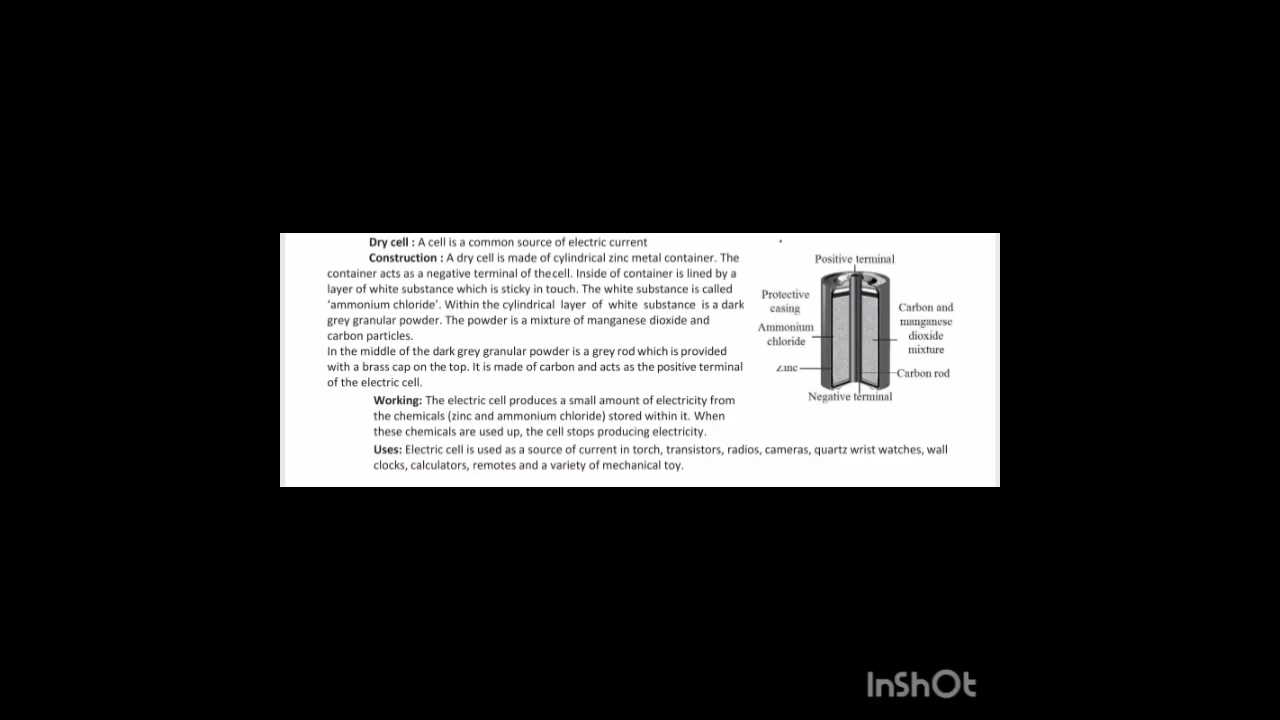 Dry cell : A cell is a common source of electric current
Construction : A dry cell is made of cylindrical zinc metal container. The
container acts as a negative terminal of thecell. Inside of container is lined by a
layer of white substance which is sticky in touch. The white substance is called
‘ammonium chloride’. Within the cylindrical layer of white substance is a dark
grey granular powder. The powder is a mixture of manganese dioxide and
carbon particles.
In the middle of the dark grey granular powder is a grey rod which is provided
with a brass cap on the top. It is made of carbon and acts as the positive terminal
of the electric cell.
Positive terminal
Protective
casing
Ammonium
chloride
Zinc
Carbon and
manganese
dioxide
mixture
Carbon rod
Negative terminal
Working: The electric cell produces a small amount of electricity from
the chemicals (zinc and ammonium chloride) stored within it. When
these chemicals are used up, the cell stops producing electricity.
Uses: Electric cell is used as a source of current in torch, transistors, radios, cameras, quartz wrist watches, wall
clocks, calculators, remotes and a variety of mechanical toy.
InShOt